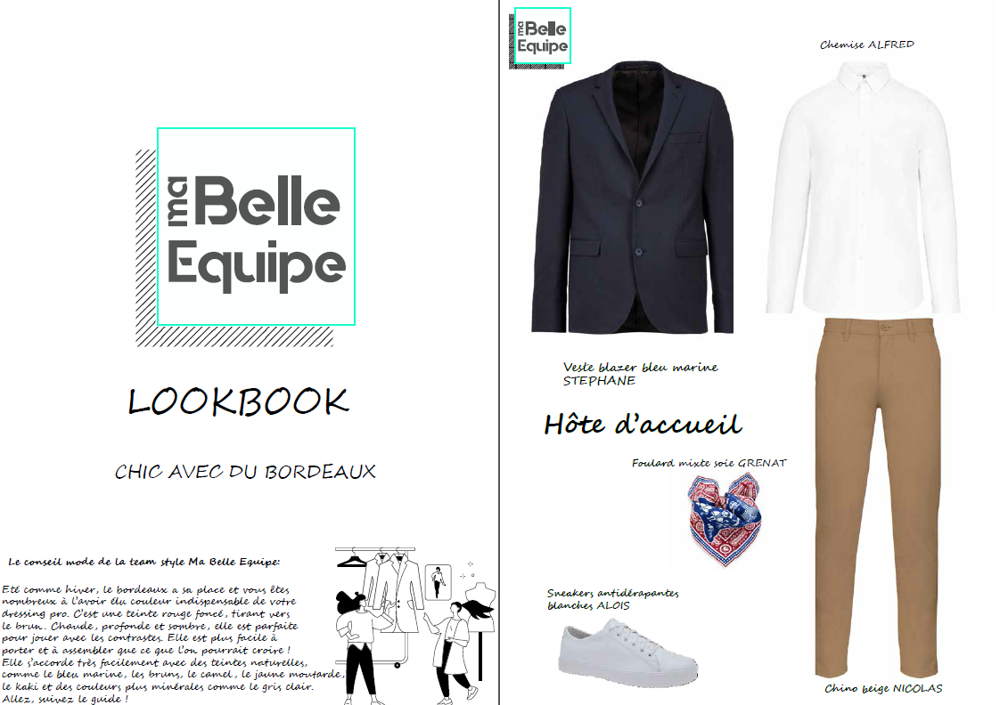 ma Belle
Equipe
LOOKBOOK
CHIC AVEC DU BORDEAUX
Le conseil mode de la team style Ma Belle Equipe:
Eté comme hiver, le bordeaux a sa place et vous êtes
nombreux à l'avoir élu couleur indispensable de votre
dressing pro. C'est une teinte rouge foncé, tirant vers
le brun. Chaude, profonde et sombre, elle est parfaite
pour jouer avec les contrastes. Elle est plus facile à
porter et à assembler que ce que l'on pourrait croire !
Elle s'accorde très facilement avec des teintes naturelles,
comme le bleu marine, les bruns, le camel, le jaune moutarde,
le kaki et des couleurs plus minérales comme le gris clair.
Allez, suivez le guide !
ma Belle
Equipe
Chemise ALFRED
Veste blazer bleu marine
STEPHANE
Hôte d'accueil
Foulard mixte soie GRENAT
Sneakers antidérapantes
blanches ALOIS
Chino beige NICOLAS